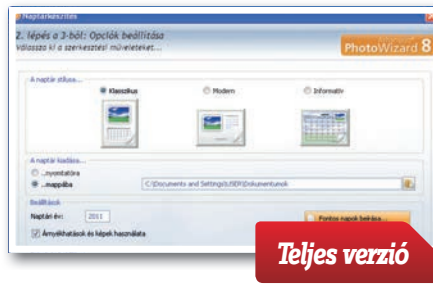 Naptárkészítés
2. lépés a 3-ból: Opciók beállítása
Válassza ki a szerkesztési műveleteket...
PhotoWizard 8
A naptár stílusa...
Klasszikus
Modern
Informatív
A naptár kiadása...
...nyomtatóra
...mappába
C:\Documents and Settings\USER\Dokumentumok
Beállítások
Naptári év:
2011
Fontos napok beírása...
Árnyékhatások és képek használata
Teljes verzió